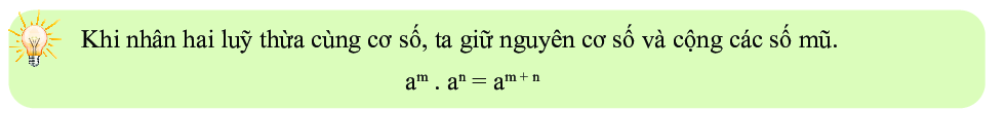 Khi nhân hai luỹ thừa cùng cơ số, ta giữ nguyên cơ số và cộng các số mũ.
aᵐ . aⁿ = aᵐ ⁺ ⁿ